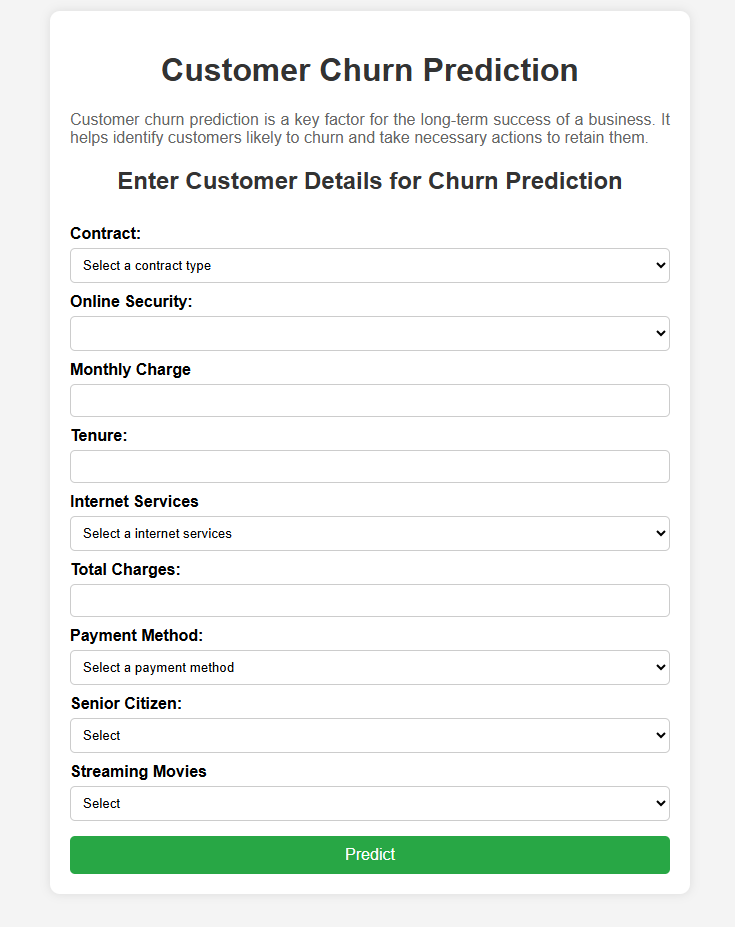 Customer Churn Prediction
Customer churn prediction is a key factor for the long-term success of a business. It
helps identify customers likely to churn and take necessary actions to retain them.
Enter Customer Details for Churn Prediction
Contract:
Select a contract type
Online Security:
Monthly Charge
Tenure:
Internet Services
Select a internet services
Total Charges:
Payment Method:
Select a payment method
Senior Citizen:
Select
Streaming Movies
Select
Predict